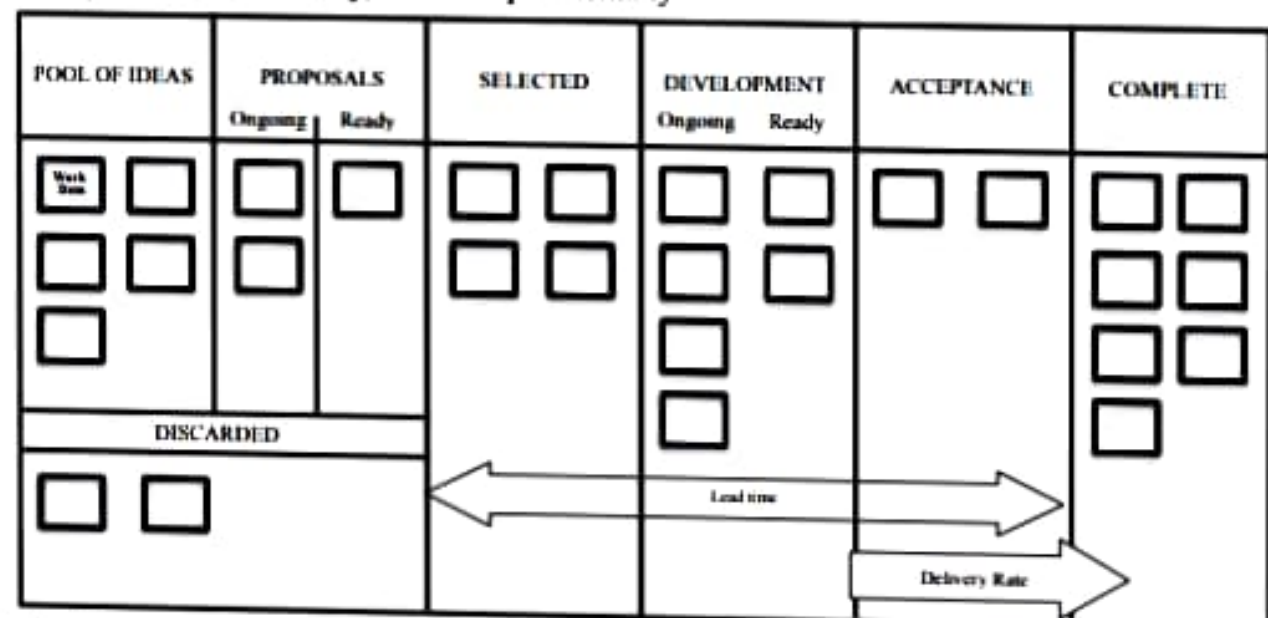 POOL OF IDEAS
PROPOSALS
Ongoing Ready
SELECTED
DEVELOPMENT
Ongoing Ready
ACCEPTANCE
COMPLETE
Work
Item
DISCARDED
Lead time
Delivery Rate